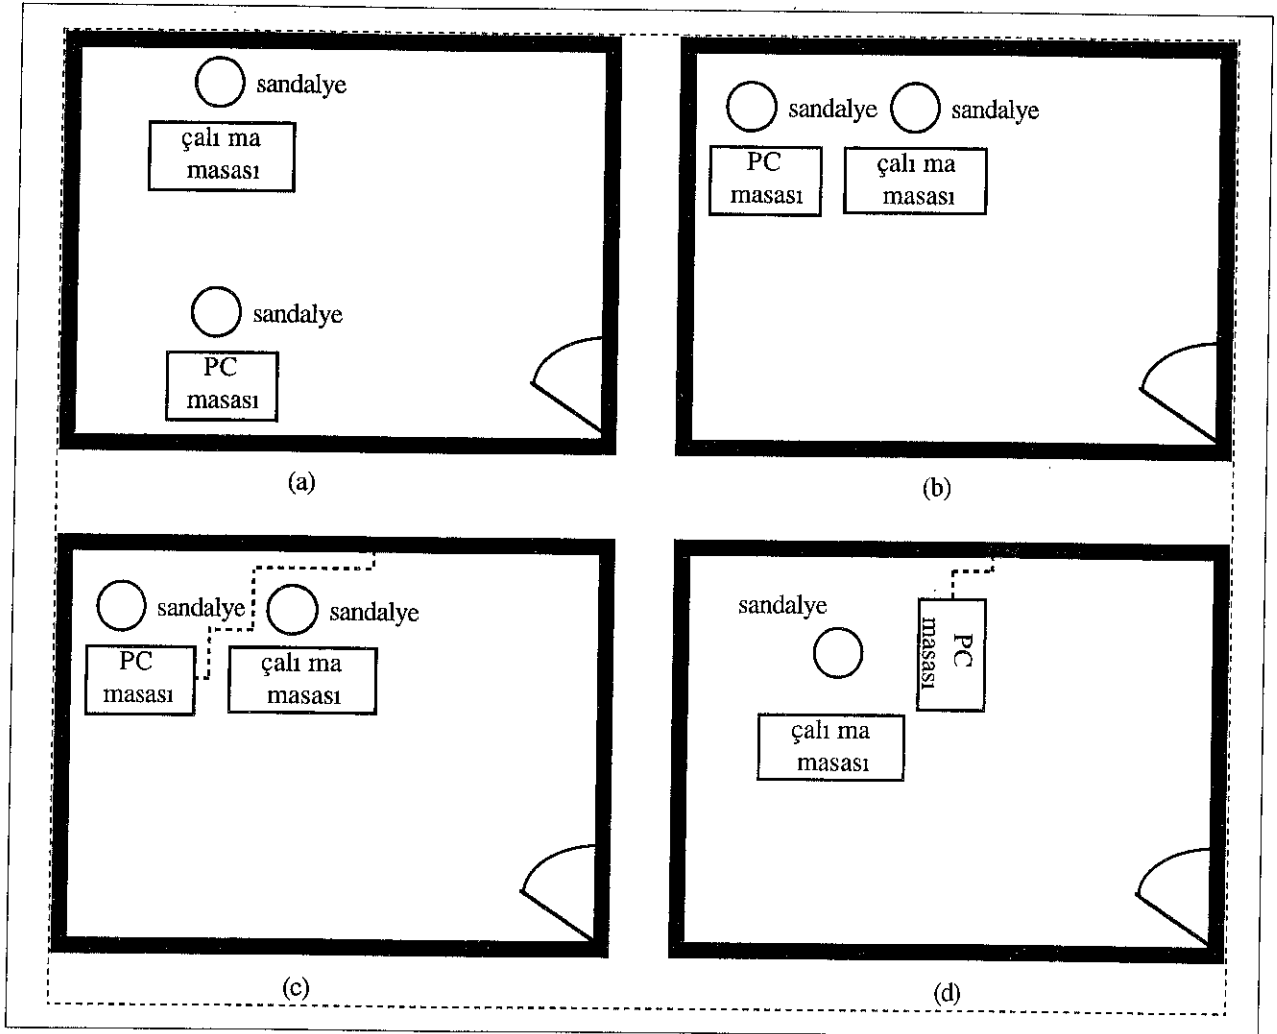 sandalye
çalı ma
masası
sandalye
PC
masası
(a)
sandalye
sandalye
PC
masası
çalı ma
masası
(b)
sandalye
sandalye
PC
masası
çalı ma
masası
(c)
sandalye
PC
masası
çalı ma
masası
(d)